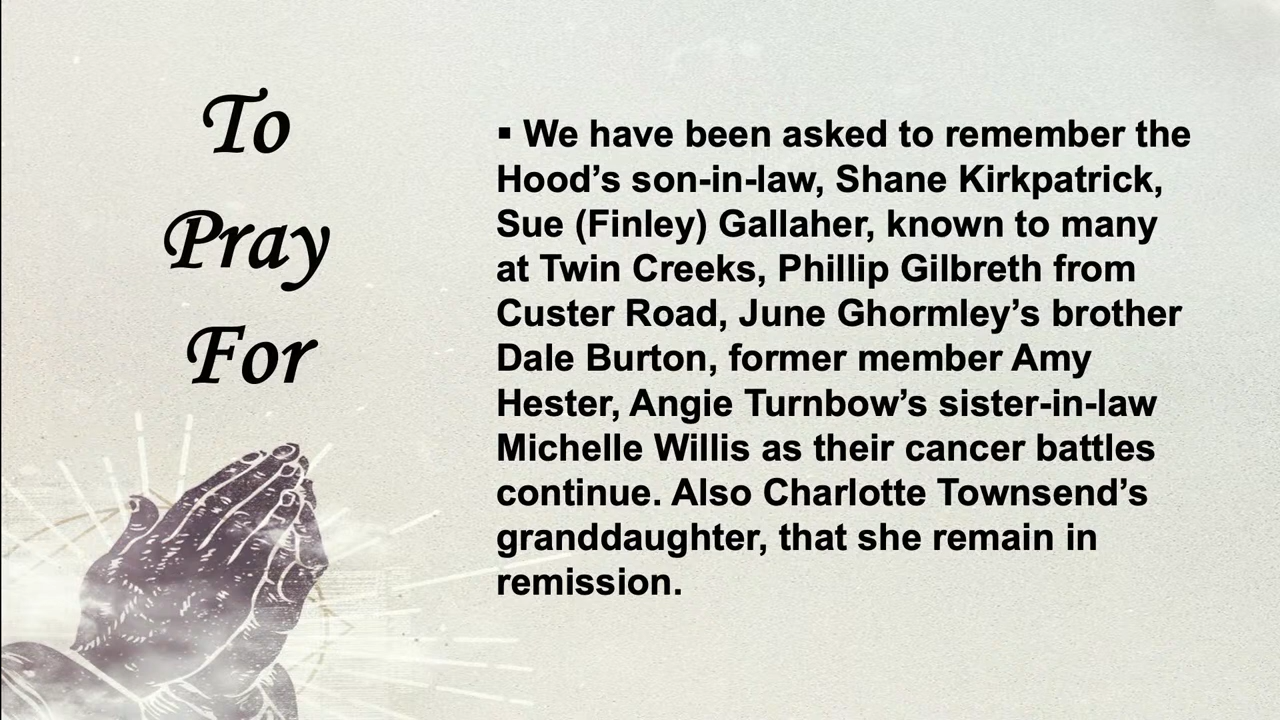 To
Pray
For
▪ We have been asked to remember the
Hood’s son-in-law, Shane Kirkpatrick,
Sue (Finley) Gallaher, known to many
at Twin Creeks, Phillip Gilbreth from
Custer Road, June Ghormley’s brother
Dale Burton, former member Amy
Hester, Angie Turnbow’s sister-in-law
Michelle Willis as their cancer battles
continue. Also Charlotte Townsend’s
granddaughter, that she remain in
remission.